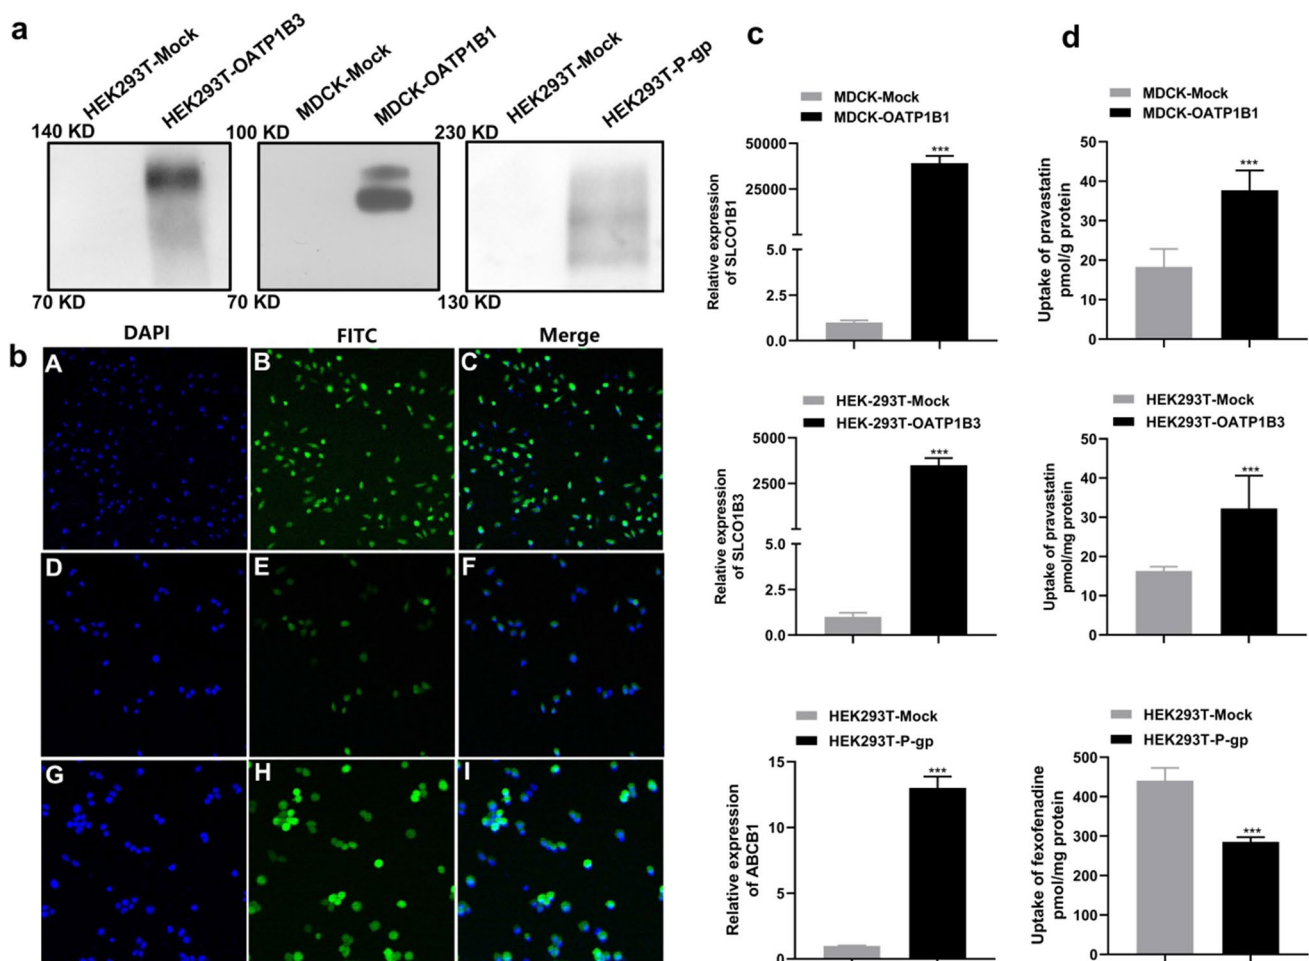 a
HEK293T-Mock
HEK293T-OATP1B3
MDCK-Mock
MDCK-OATP1B1
HEK293T-Mock
HEK293T-P-gp
140 KD
100 KD
230 KD
70 KD
70 KD
130 KD
b
DAPI
FITC
Merge
A
B
C
D
E
F
G
H
I
c
MDCK-Mock
MDCK-OATP1B1
Relative expression
of SLCO1B1
50000
25000
5.0
2.5
0.0
***
HEK-293T-Mock
HEK-293T-OATP1B3
Relative expression
of SLCO1B3
5000
2500
5.0
2.5
0.0
***
HEK293T-Mock
HEK293T-P-gp
Relative expression
of ABCB1
15
10
5
0
***
d
MDCK-Mock
MDCK-OATP1B1
Uptake of pravastatin
pmol/g protein
50
40
30
20
10
0
***
HEK293T-Mock
HEK293T-OATP1B3
Uptake of pravastatin
pmol/mg protein
50
40
30
20
10
0
***
HEK293T-Mock
HEK293T-P-gp
Uptake of fexofenadine
pmol/mg protein
500
400
300
200
100
0
***